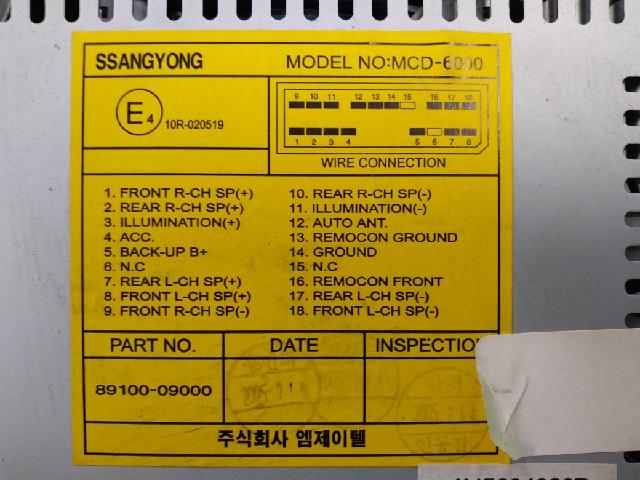 SSANGYONG MODEL NO:MCD-6000
E4 10R-020519
9 10 11 12 13 14 15 16 17 18
1 2 3 4 5 6 7 8
WIRE CONNECTION
1. FRONT R-CH SP(+)
2. REAR R-CH SP(+)
3. ILLUMINATION(+)
4. ACC.
5. BACK-UP B+
6. N.C
7. REAR L-CH SP(+)
8. FRONT L-CH SP(+)
9. FRONT R-CH SP(-)
10. REAR R-CH SP(-)
11. ILLUMINATION(-)
12. AUTO ANT.
13. REMOCON GROUND
14. GROUND
15. N.C
16. REMOCON FRONT
17. REAR L-CH SP(-)
18. FRONT L-CH SP(-)
PART NO. DATE INSPECTION
89100-09000
주식회사 엠제이텔